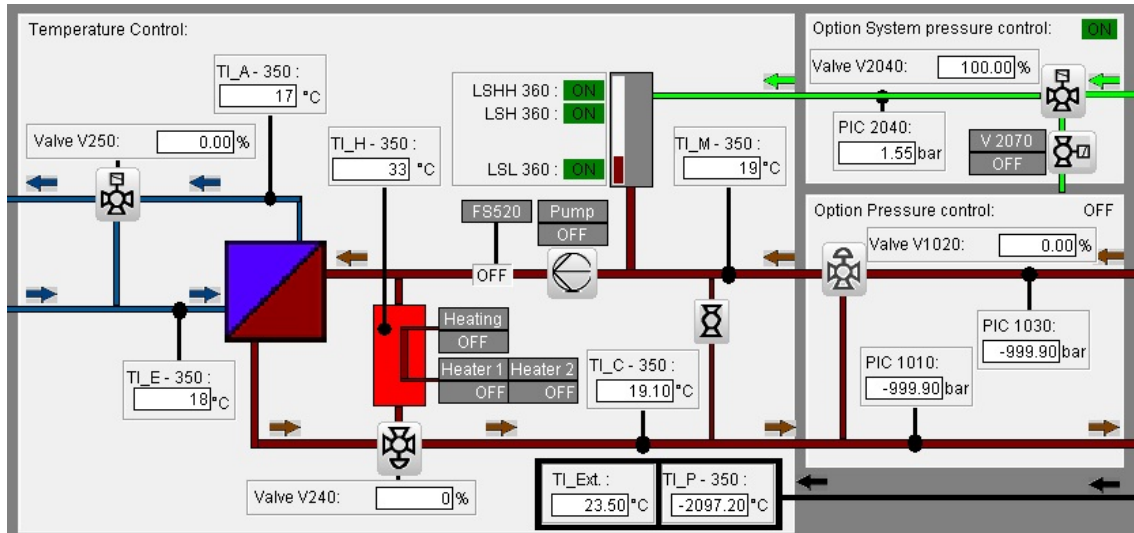 Temperature Control:
Option System pressure control: ON
Valve V2040: 100.00 %
TI_A - 350 :
17 °C
LSHH 360 : ON
LSH 360 : ON
LSL 360 : ON
PIC 2040:
1.55 bar
V 2070
OFF
Valve V250: 0.00 %
TI_H - 350 :
33 °C
TI_M - 350 :
19 °C
FS520
OFF
Pump
OFF
Option Pressure control: OFF
Valve V1020: 0.00 %
Heating
OFF
Heater 1 Heater 2
OFF OFF
PIC 1030:
-999.90 bar
PIC 1010:
-999.90 bar
TI_E - 350 :
18 °C
TI_C - 350 :
19.10 °C
Valve V240: 0 %
TI_Ext. :
23.50 °C
TI_P - 350 :
-2097.20 °C